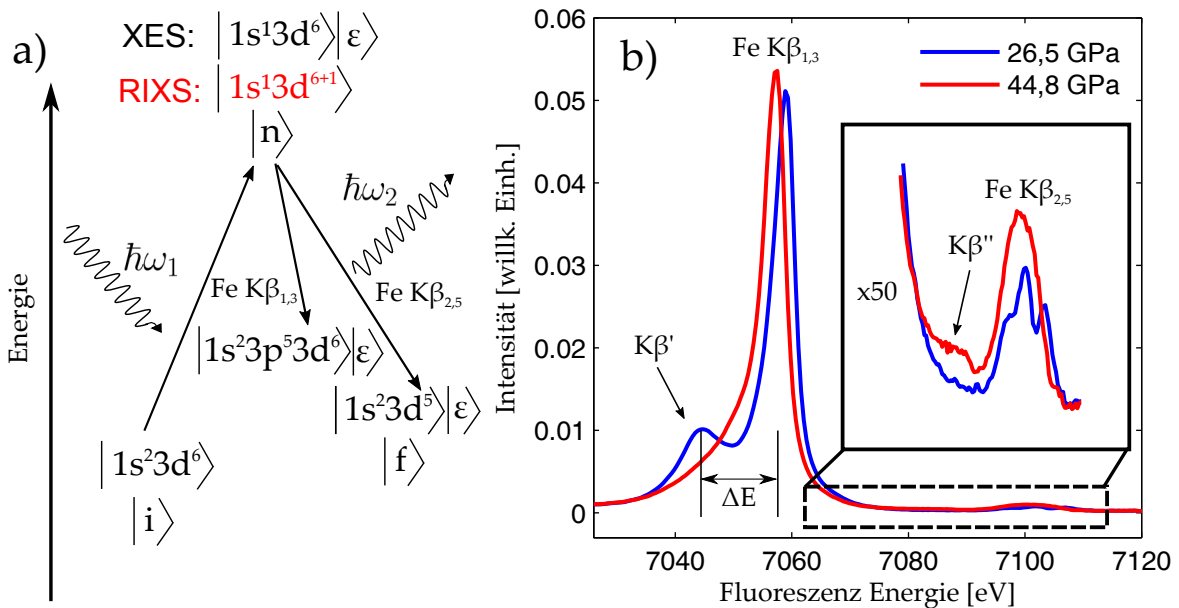 a)
XES: |1s¹3d⁶⟩|ε⟩
RIXS: |1s¹3d⁶⁺¹⟩
|n⟩
ħω₁
ħω₂
Fe Kβ₁,₃
Fe Kβ₂,₅
|1s²3p⁵3d⁶⟩|ε⟩
|1s²3d⁵⟩|ε⟩
|f⟩
|1s²3d⁶⟩
|i⟩
Energie
b)
Fe Kβ₁,₃
26,5 GPa
44,8 GPa
Fe Kβ₂,₅
Kβ''
x50
Kβ'
ΔE
Intensität [willk. Einh.]
0.06
0.05
0.04
0.03
0.02
0.01
0
7040 7060 7080 7100 7120
Fluoreszenz Energie [eV]